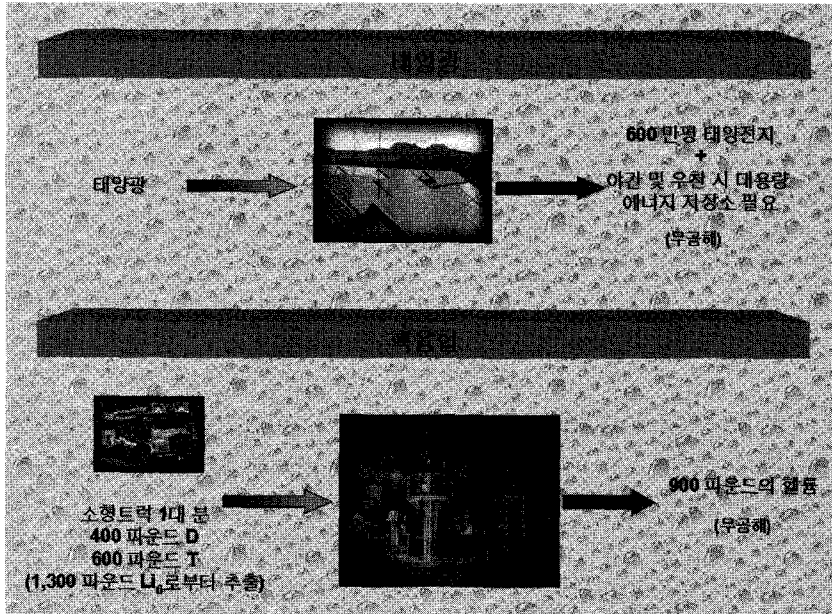 태양광
태양광
600 만평 태양전지
+
야간 및 우천 시 대용량
에너지 저장소 필요
(무공해)
핵융합
소형트럭 1대 분
400 파운드 D
600 파운드 T
(1,300 파운드 Li₆로부터 추출)
900 파운드의 헬륨
(무공해)